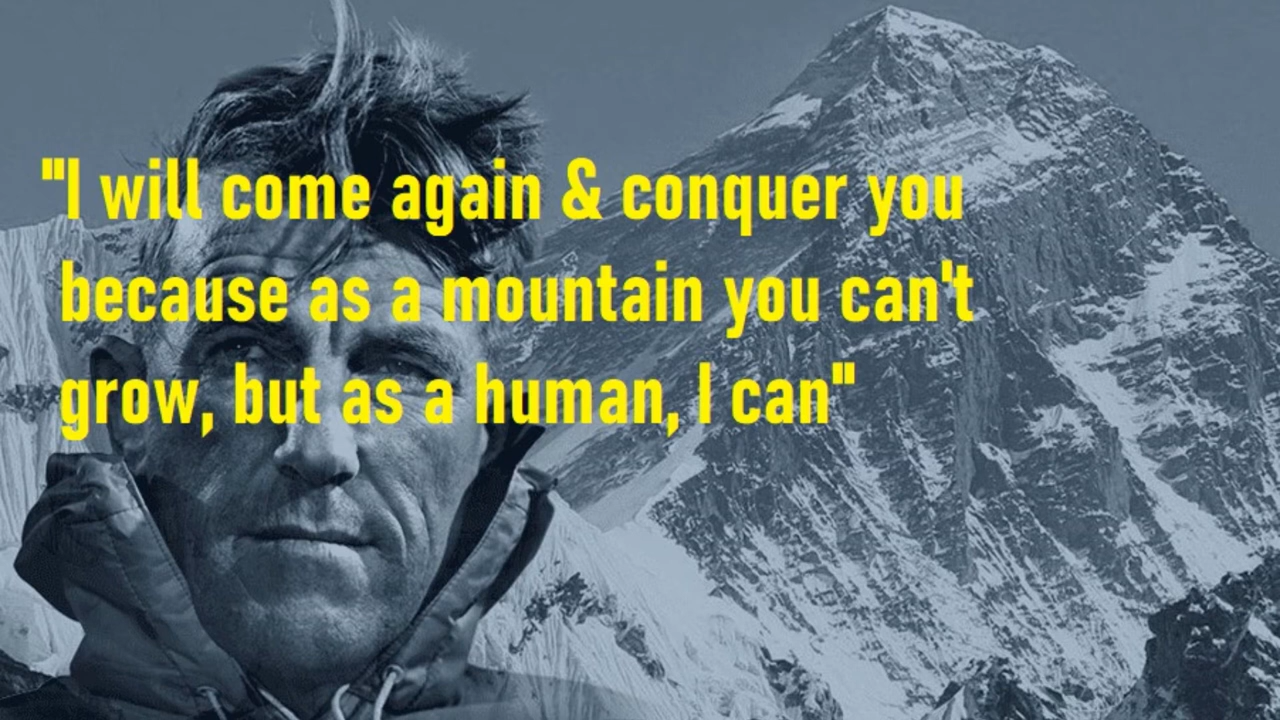 "I will come again & conquer you
because as a mountain you can't
grow, but as a human, I can"